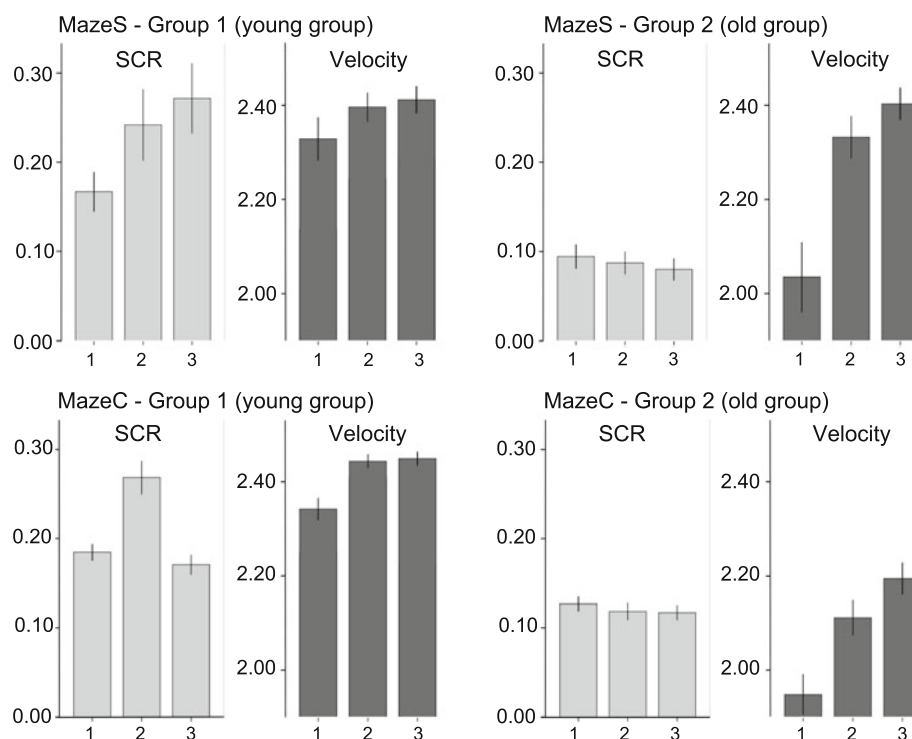 MazeS - Group 1 (young group)
SCR
Velocity
0.30
0.20
0.10
0.00
1 2 3
2.40
2.20
2.00
1 2 3
MazeS - Group 2 (old group)
SCR
Velocity
0.30
0.20
0.10
0.00
1 2 3
2.40
2.20
2.00
1 2 3
MazeC - Group 1 (young group)
SCR
Velocity
0.30
0.20
0.10
0.00
1 2 3
2.40
2.20
2.00
1 2 3
MazeC - Group 2 (old group)
SCR
Velocity
0.30
0.20
0.10
0.00
1 2 3
2.40
2.20
2.00
1 2 3